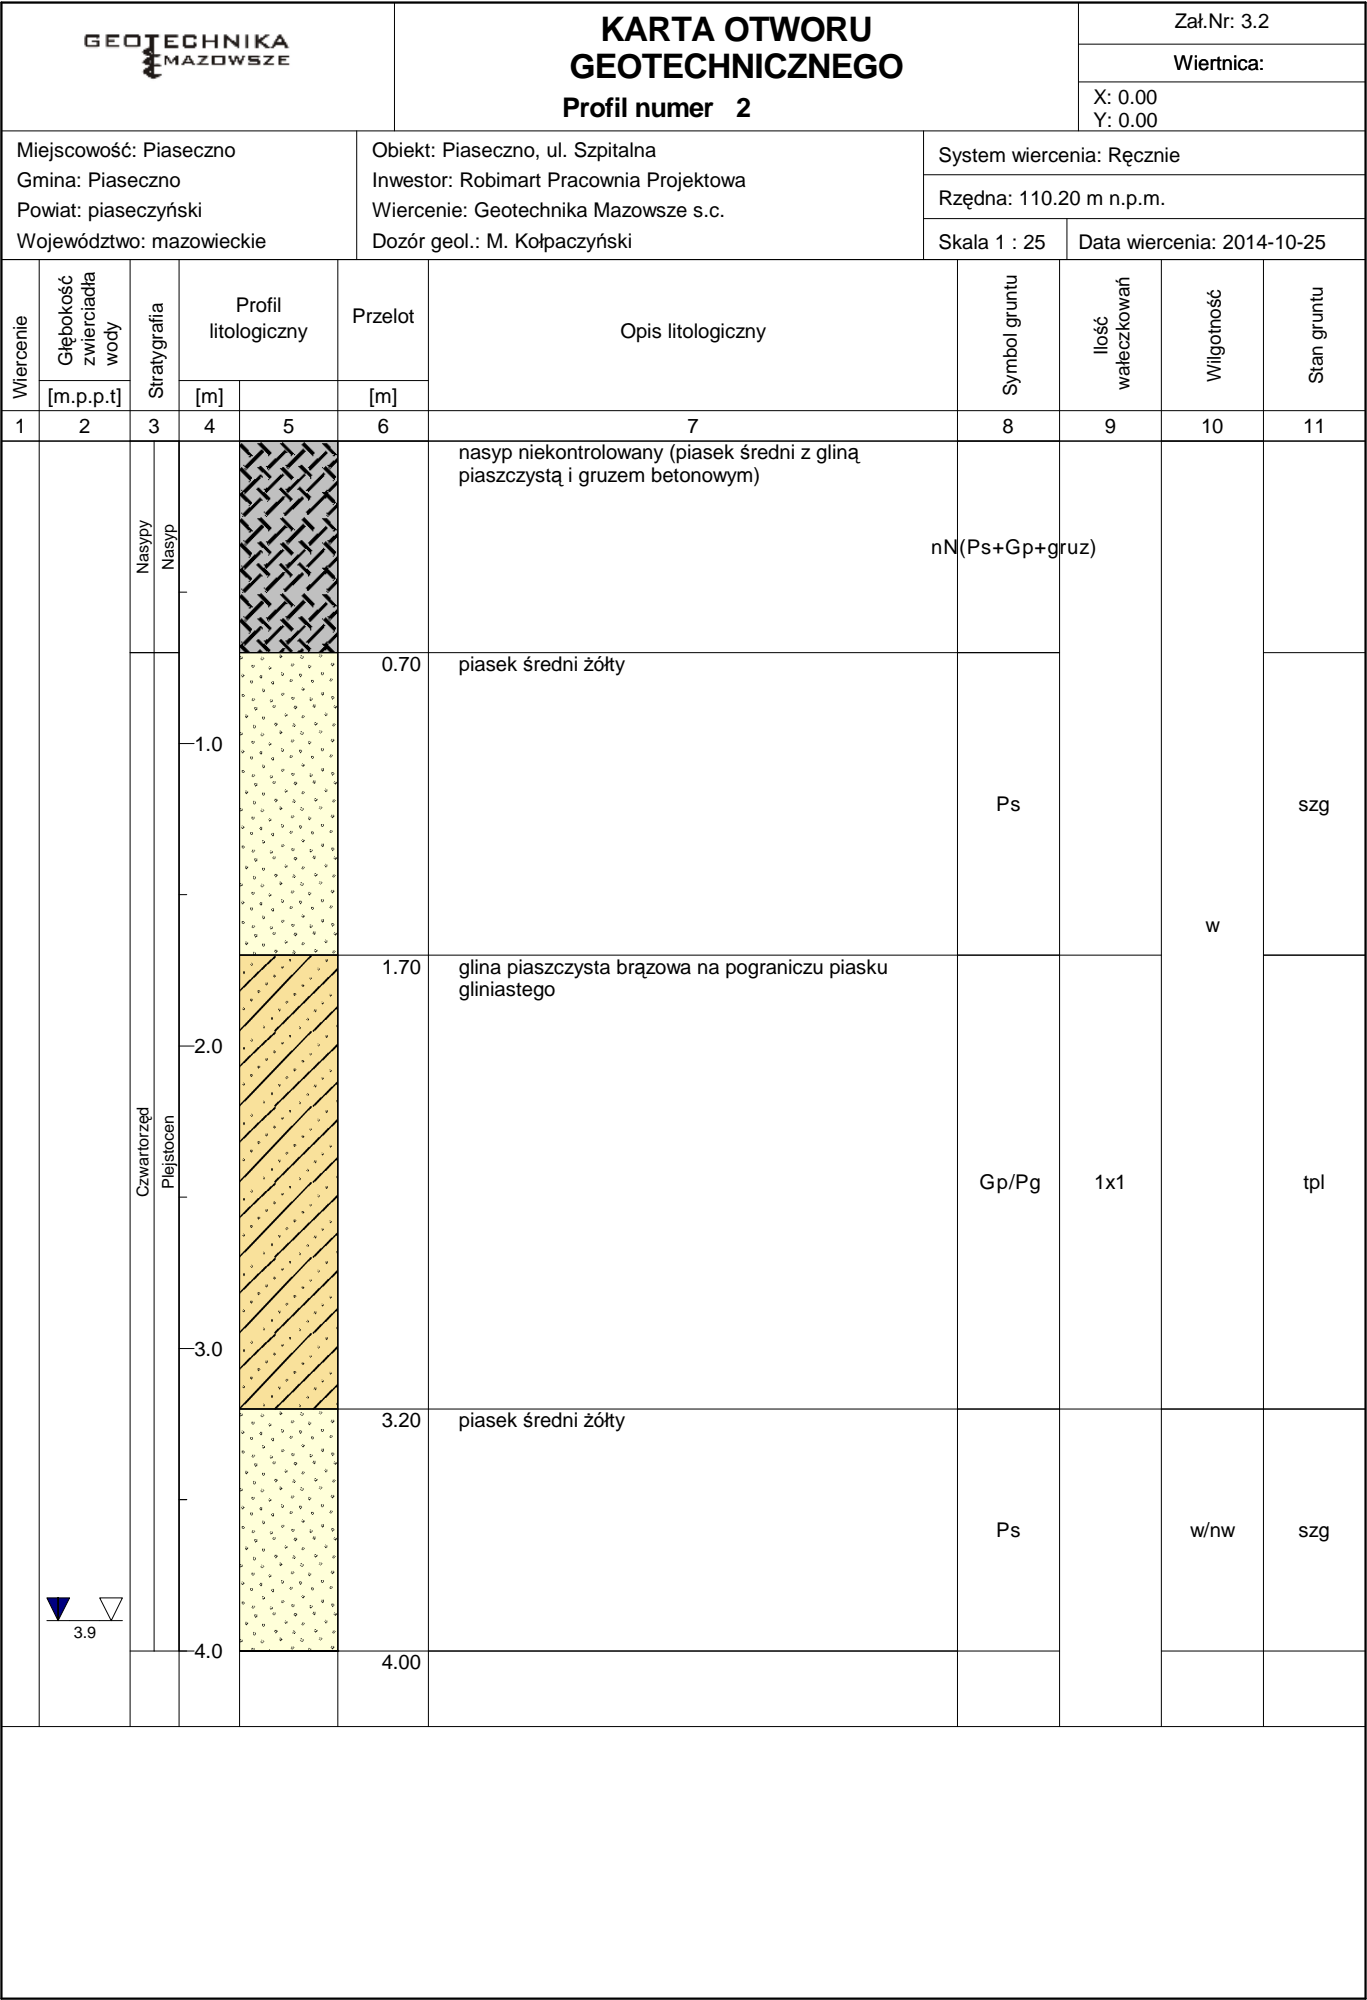 GEOTECHNIKA
MAZOWSZE
KARTA OTWORU
GEOTECHNICZNEGO
Profil numer 2
Zał.Nr: 3.2
Wiertnica:
X: 0.00
Y: 0.00
Miejscowość: Piaseczno
Gmina: Piaseczno
Powiat: piaseczyński
Województwo: mazowieckie
Obiekt: Piaseczno, ul. Szpitalna
Inwestor: Robimart Pracownia Projektowa
Wiercenie: Geotechnika Mazowsze s.c.
Dozór geol.: M. Kołpaczyński
System wiercenia: Ręcznie
Rzędna: 110.20 m n.p.m.
Skala 1 : 25
Data wiercenia: 2014-10-25
Wiercenie
Głębokość
zwierciadła
wody
[m.p.p.t]
Stratygrafia
Profil
litologiczny
[m]
Przelot
[m]
Opis litologiczny
Symbol gruntu
Ilość
wałeczkowań
Wilgotność
Stan gruntu
1 2 3 4 5 6 7 8 9 10 11
nasyp niekontrolowany (piasek średni z gliną
piaszczystą i gruzem betonowym)
Nasypy
Nasyp
nN(Ps+Gp+gruz)
0.70 piasek średni żółty
1.0
Ps
szg
w
1.70 glina piaszczysta brązowa na pograniczu piasku
gliniastego
2.0
Czwartorzęd
Plejstocen
Gp/Pg
1x1
tpl
3.0
3.20 piasek średni żółty
Ps
w/nw
szg
3.9
4.0
4.00